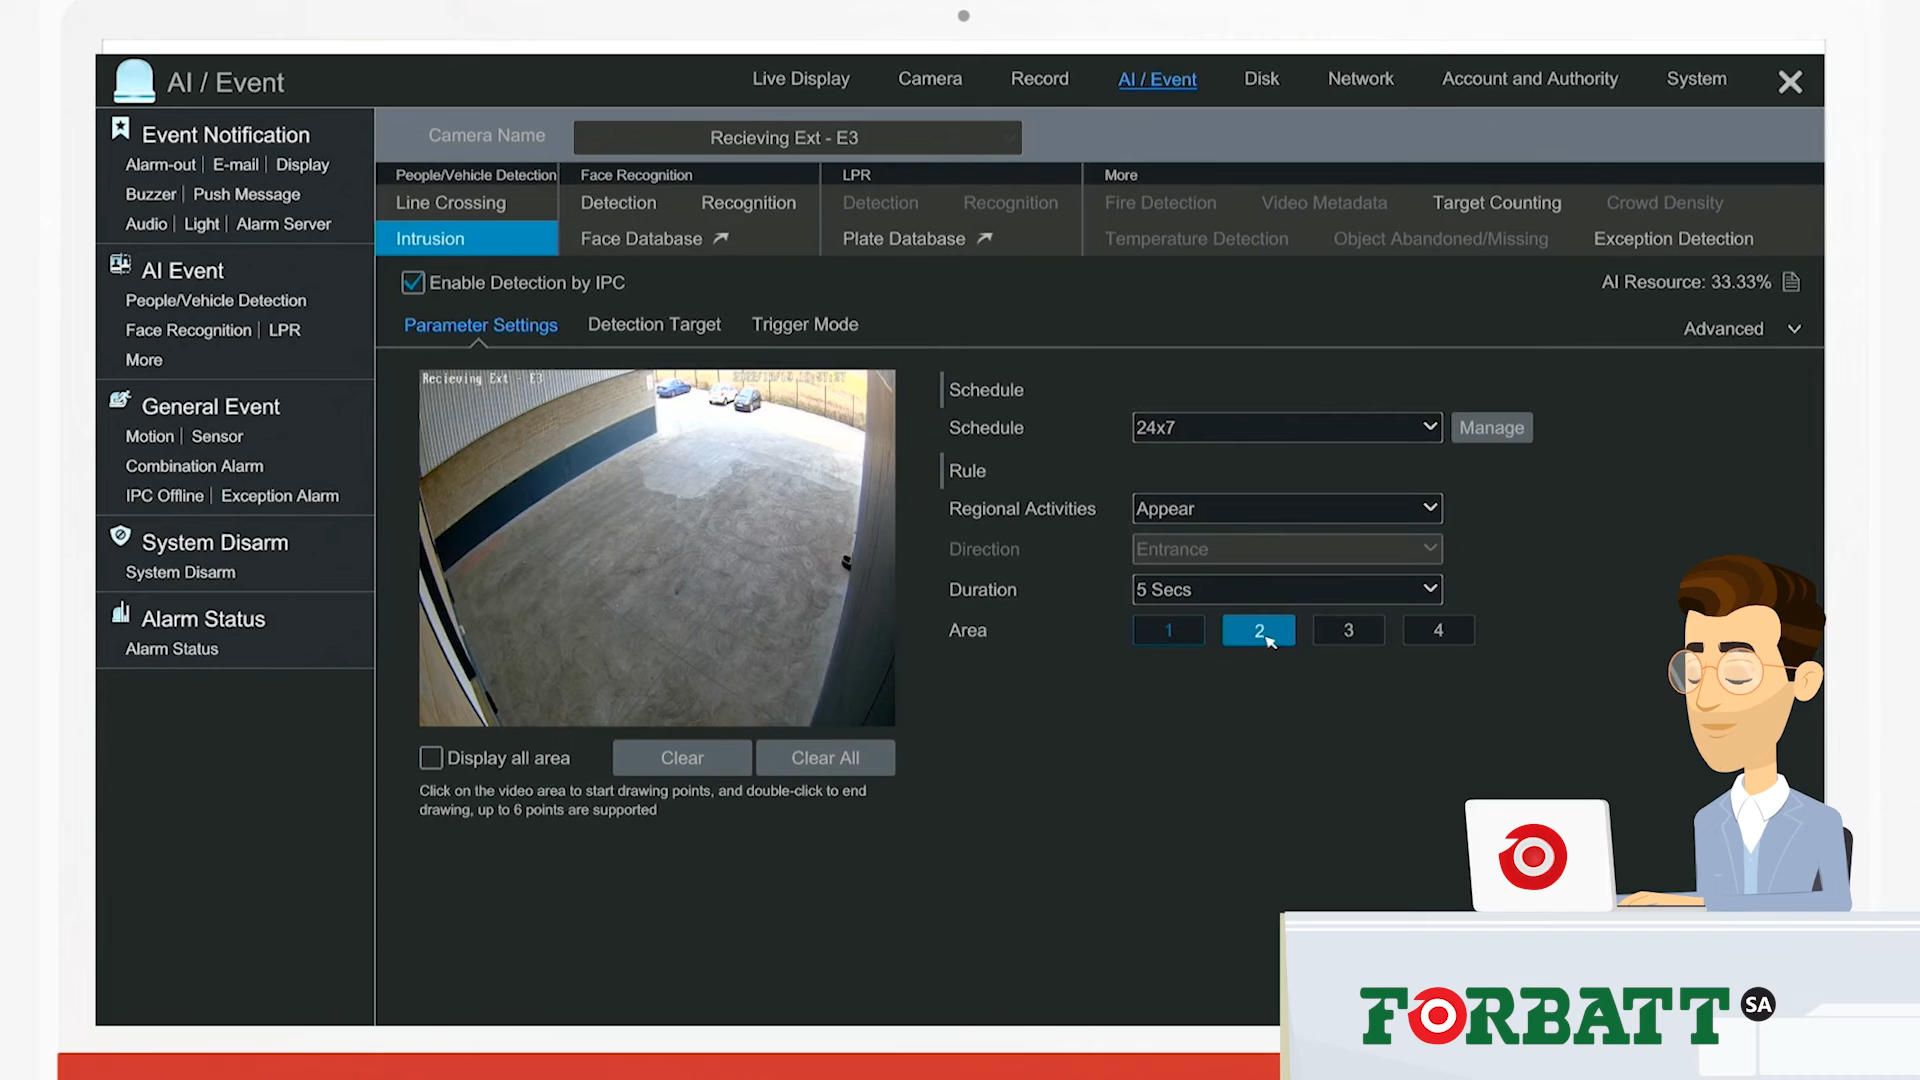 AI / Event
Live Display Camera Record AI / Event Disk Network Account and Authority System
Event Notification
Alarm-out | E-mail | Display
Buzzer | Push Message
Audio | Light | Alarm Server
AI Event
People/Vehicle Detection
Face Recognition | LPR
More
General Event
Motion | Sensor
Combination Alarm
IPC Offline | Exception Alarm
System Disarm
System Disarm
Alarm Status
Alarm Status
Camera Name Recieving Ext - E3
People/Vehicle Detection Face Recognition LPR More
Line Crossing Detection Recognition Detection Recognition Fire Detection Video Metadata Target Counting Crowd Density
Intrusion Face Database Plate Database Temperature Detection Object Abandoned/Missing Exception Detection
Enable Detection by IPC AI Resource: 33.33%
Parameter Settings Detection Target Trigger Mode Advanced
Recieving Ext - E3
Schedule
Schedule 24x7 Manage
Rule
Regional Activities Appear
Direction Entrance
Duration 5 Secs
Area 1 2 3 4
Display all area Clear Clear All
Click on the video area to start drawing points, and double-click to end
drawing, up to 6 points are supported
FORBATT SA